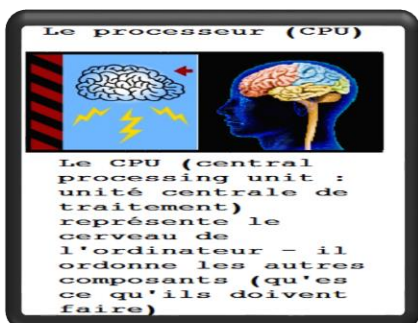 Le processeur (CPU)
Le CPU (central
processing unit :
unité centrale de
traitement)
représente le
cerveau de
l'ordinateur – il
ordonne les autres
composants (qu'es
ce qu'ils doivent
faire)